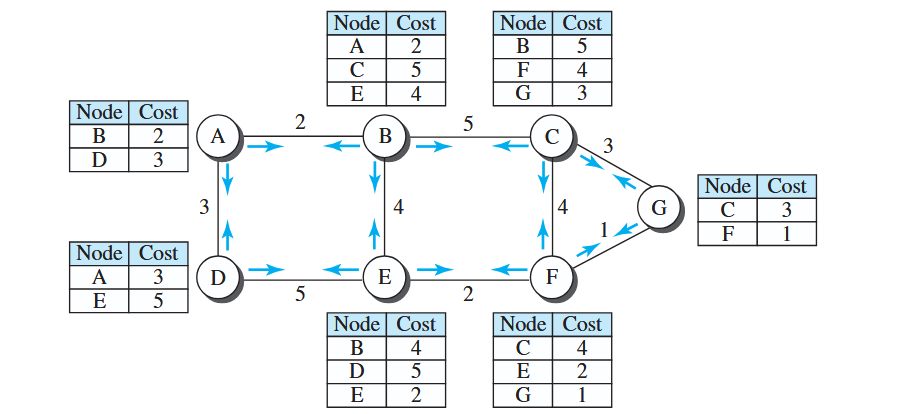 Node Cost
A 2
C 5
E 4
Node Cost
B 5
F 4
G 3
Node Cost
B 2
D 3
A
2
B
5
C
3
Node Cost
C 3
F 1
3
4
4
G
1
Node Cost
A 3
E 5
D
5
E
2
F
Node Cost
B 4
D 5
E 2
Node Cost
C 4
E 2
G 1